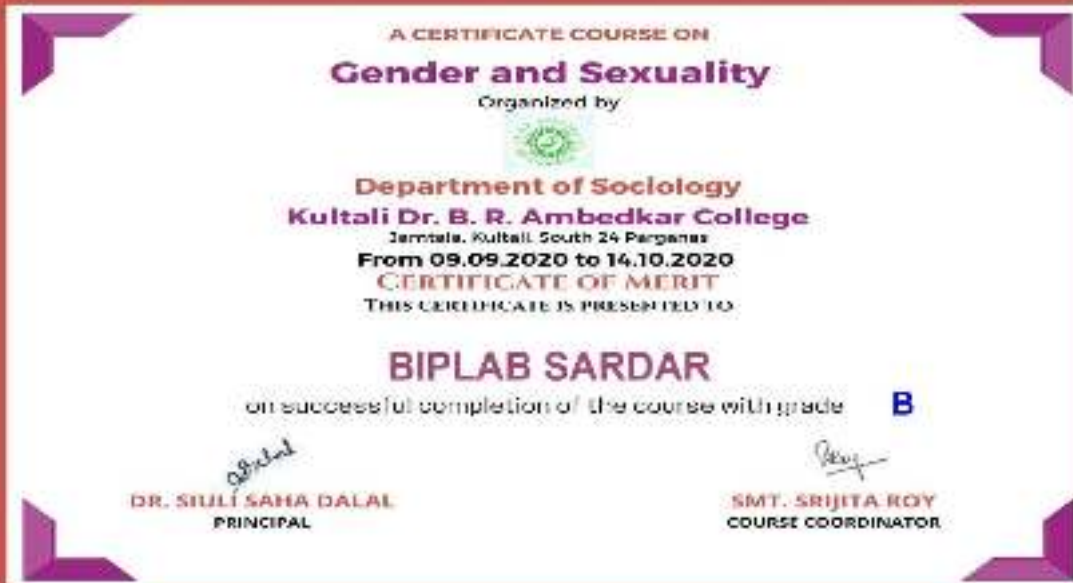 A CERTIFICATE COURSE ON
Gender and Sexuality
Organized by
Department of Sociology
Kultali Dr. B. R. Ambedkar College
Jamtala, Kultali, South 24 Parganas
From 09.09.2020 to 14.10.2020
CERTIFICATE OF MERIT
THIS CERTIFICATE IS PRESENTED TO
BIPLAB SARDAR
on successful completion of the course with grade B
DR. SIULI SAHA DALAL
PRINCIPAL
SMT. SRIJITA ROY
COURSE COORDINATOR